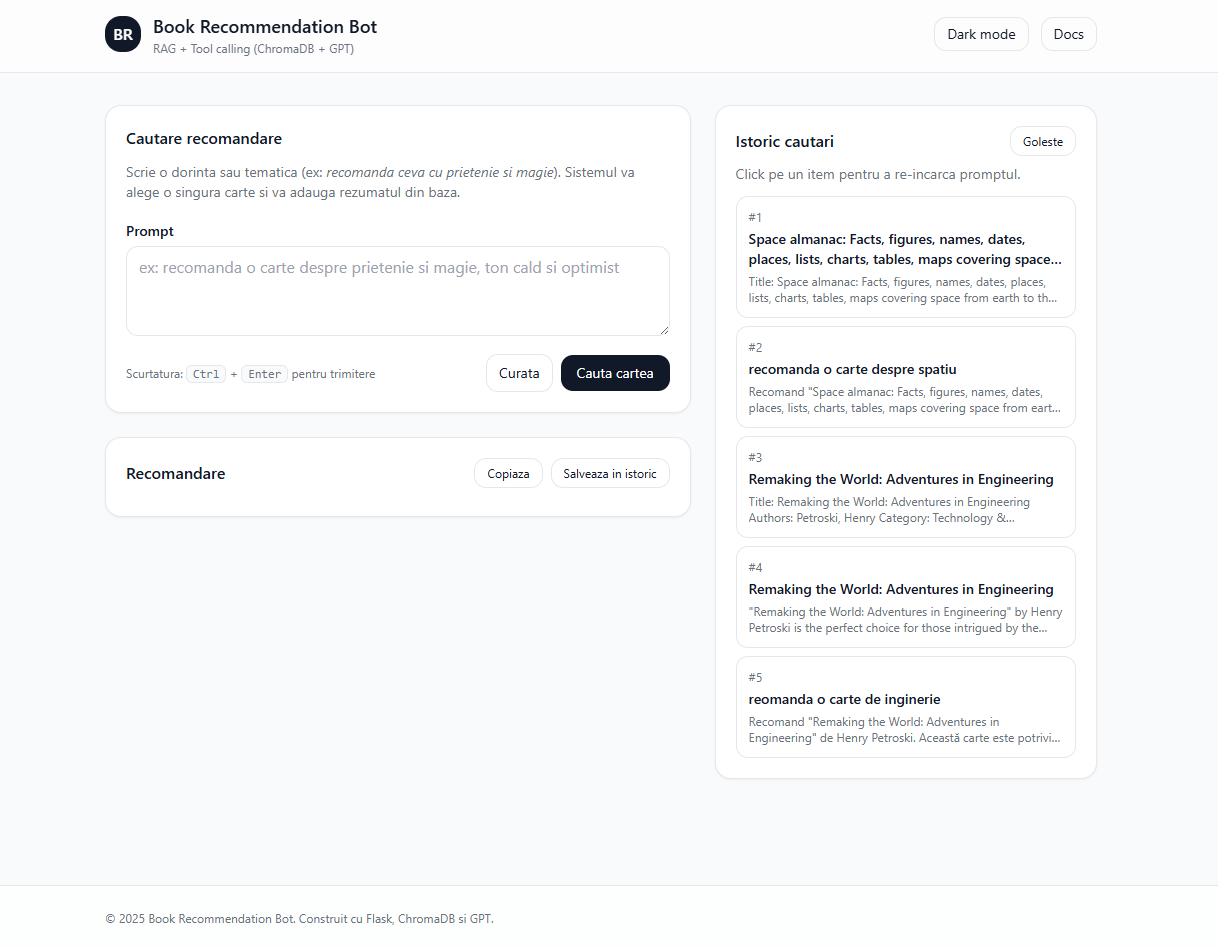 BR
Book Recommendation Bot
RAG + Tool calling (ChromaDB + GPT)
Dark mode
Docs
Cautare recomandare
Scrie o dorinta sau tematica (ex: recomanda ceva cu prietenie si magie). Sistemul va
alege o singura carte si va adauga rezumatul din baza.
Prompt
ex: recomanda o carte despre prietenie si magie, ton cald si optimist
Scurtatura: Ctrl + Enter pentru trimitere
Curata
Cauta cartea
Recomandare
Copiaza
Salveaza in istoric
Istoric cautari
Goleste
Click pe un item pentru a re-incarca promptul.
#1
Space almanac: Facts, figures, names, dates,
places, lists, charts, tables, maps covering space...
Title: Space almanac: Facts, figures, names, dates, places,
lists, charts, tables, maps covering space from earth to th...
#2
recomanda o carte despre spatiu
Recomand "Space almanac: Facts, figures, names, dates,
places, lists, charts, tables, maps covering space from eart...
#3
Remaking the World: Adventures in Engineering
Title: Remaking the World: Adventures in Engineering
Authors: Petroski, Henry Category: Technology &...
#4
Remaking the World: Adventures in Engineering
"Remaking the World: Adventures in Engineering" by Henry
Petroski is the perfect choice for those intrigued by the...
#5
reomanda o carte de inginerie
Recomand "Remaking the World: Adventures in
Engineering" de Henry Petroski. Această carte este potrivi...
© 2025 Book Recommendation Bot. Construit cu Flask, ChromaDB si GPT.